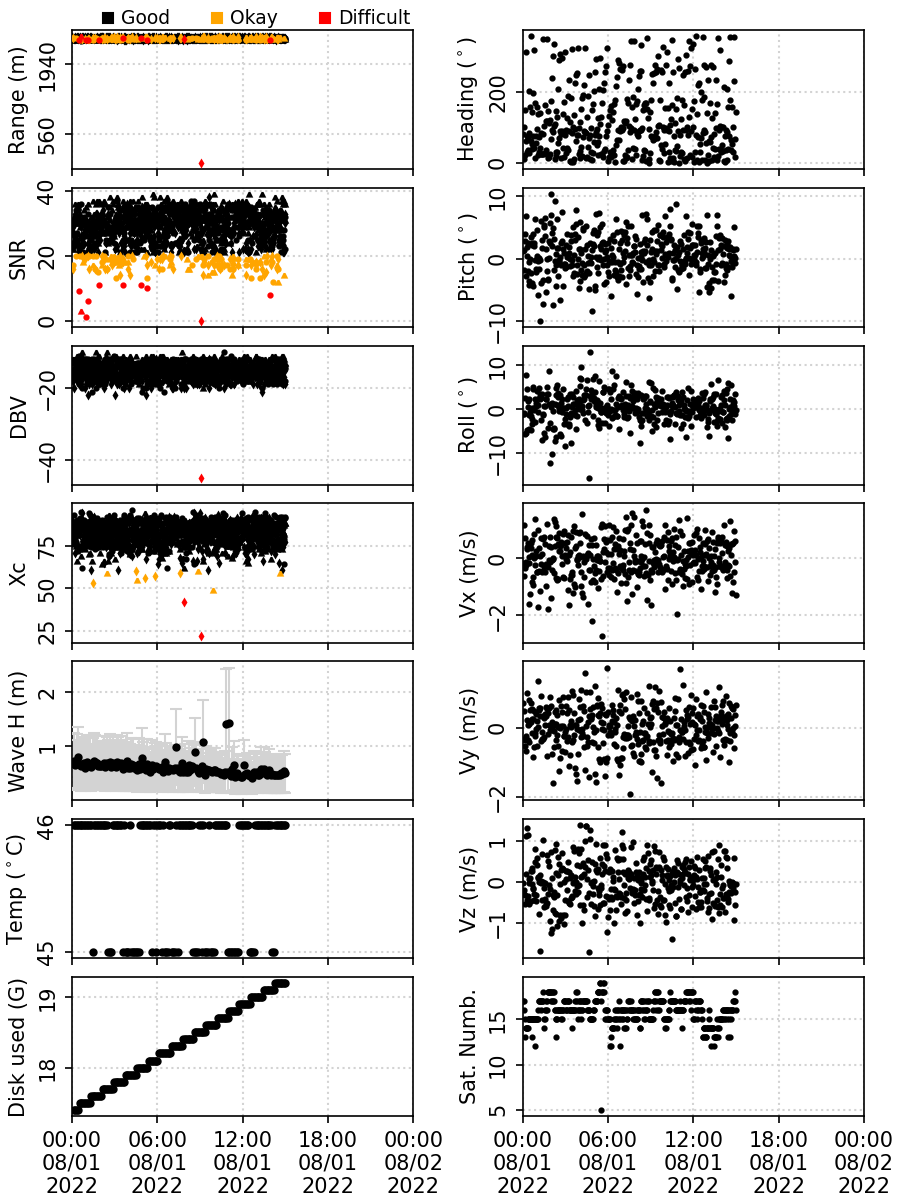 Good Okay Difficult
Range (m)
1940
560
Heading (°)
200
0
SNR
40
20
0
Pitch (°)
10
0
−10
DBV
−20
−40
Roll (°)
10
0
−10
Xc
75
50
25
Vx (m/s)
0
−2
Wave H (m)
2
1
Vy (m/s)
0
−2
Temp (°C)
46
45
Vz (m/s)
1
0
−1
Disk used (G)
19
18
Sat. Numb.
15
10
5
00:00 06:00 12:00 18:00 00:00
08/01 08/01 08/01 08/01 08/02
2022 2022 2022 2022 2022
00:00 06:00 12:00 18:00 00:00
08/01 08/01 08/01 08/01 08/02
2022 2022 2022 2022 2022